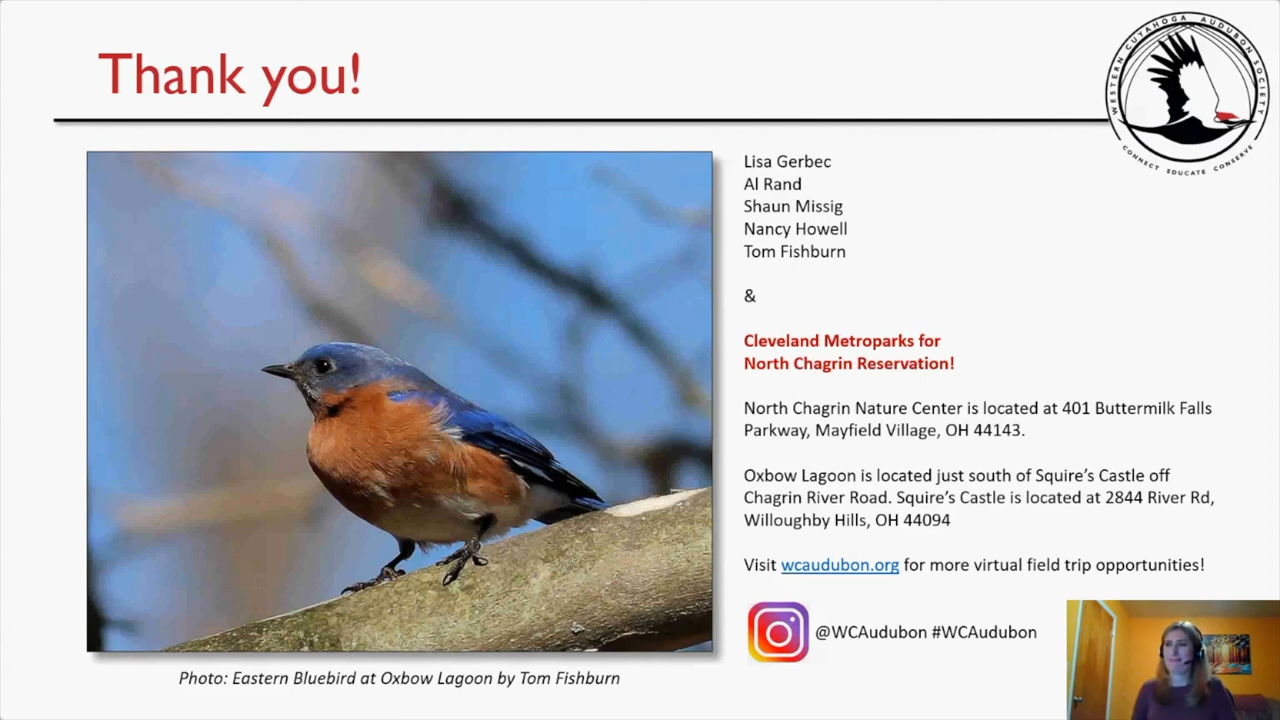 Thank you!
WESTERN CUYAHOGA AUDUBON SOCIETY
CONNECT EDUCATE CONSERVE
Lisa Gerbec
Al Rand
Shaun Missig
Nancy Howell
Tom Fishburn
&
Cleveland Metroparks for
North Chagrin Reservation!
North Chagrin Nature Center is located at 401 Buttermilk Falls
Parkway, Mayfield Village, OH 44143.
Oxbow Lagoon is located just south of Squire’s Castle off
Chagrin River Road. Squire’s Castle is located at 2844 River Rd,
Willoughby Hills, OH 44094
Visit wcaudubon.org for more virtual field trip opportunities!
@WCAudubon #WCAudubon
Photo: Eastern Bluebird at Oxbow Lagoon by Tom Fishburn